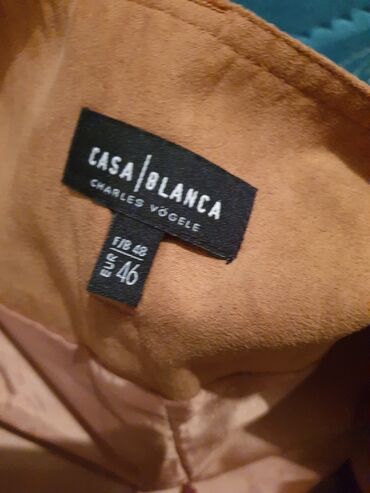 CASA/BLANCA
CHARLES VÖGELE
F/B 48
EUR 46